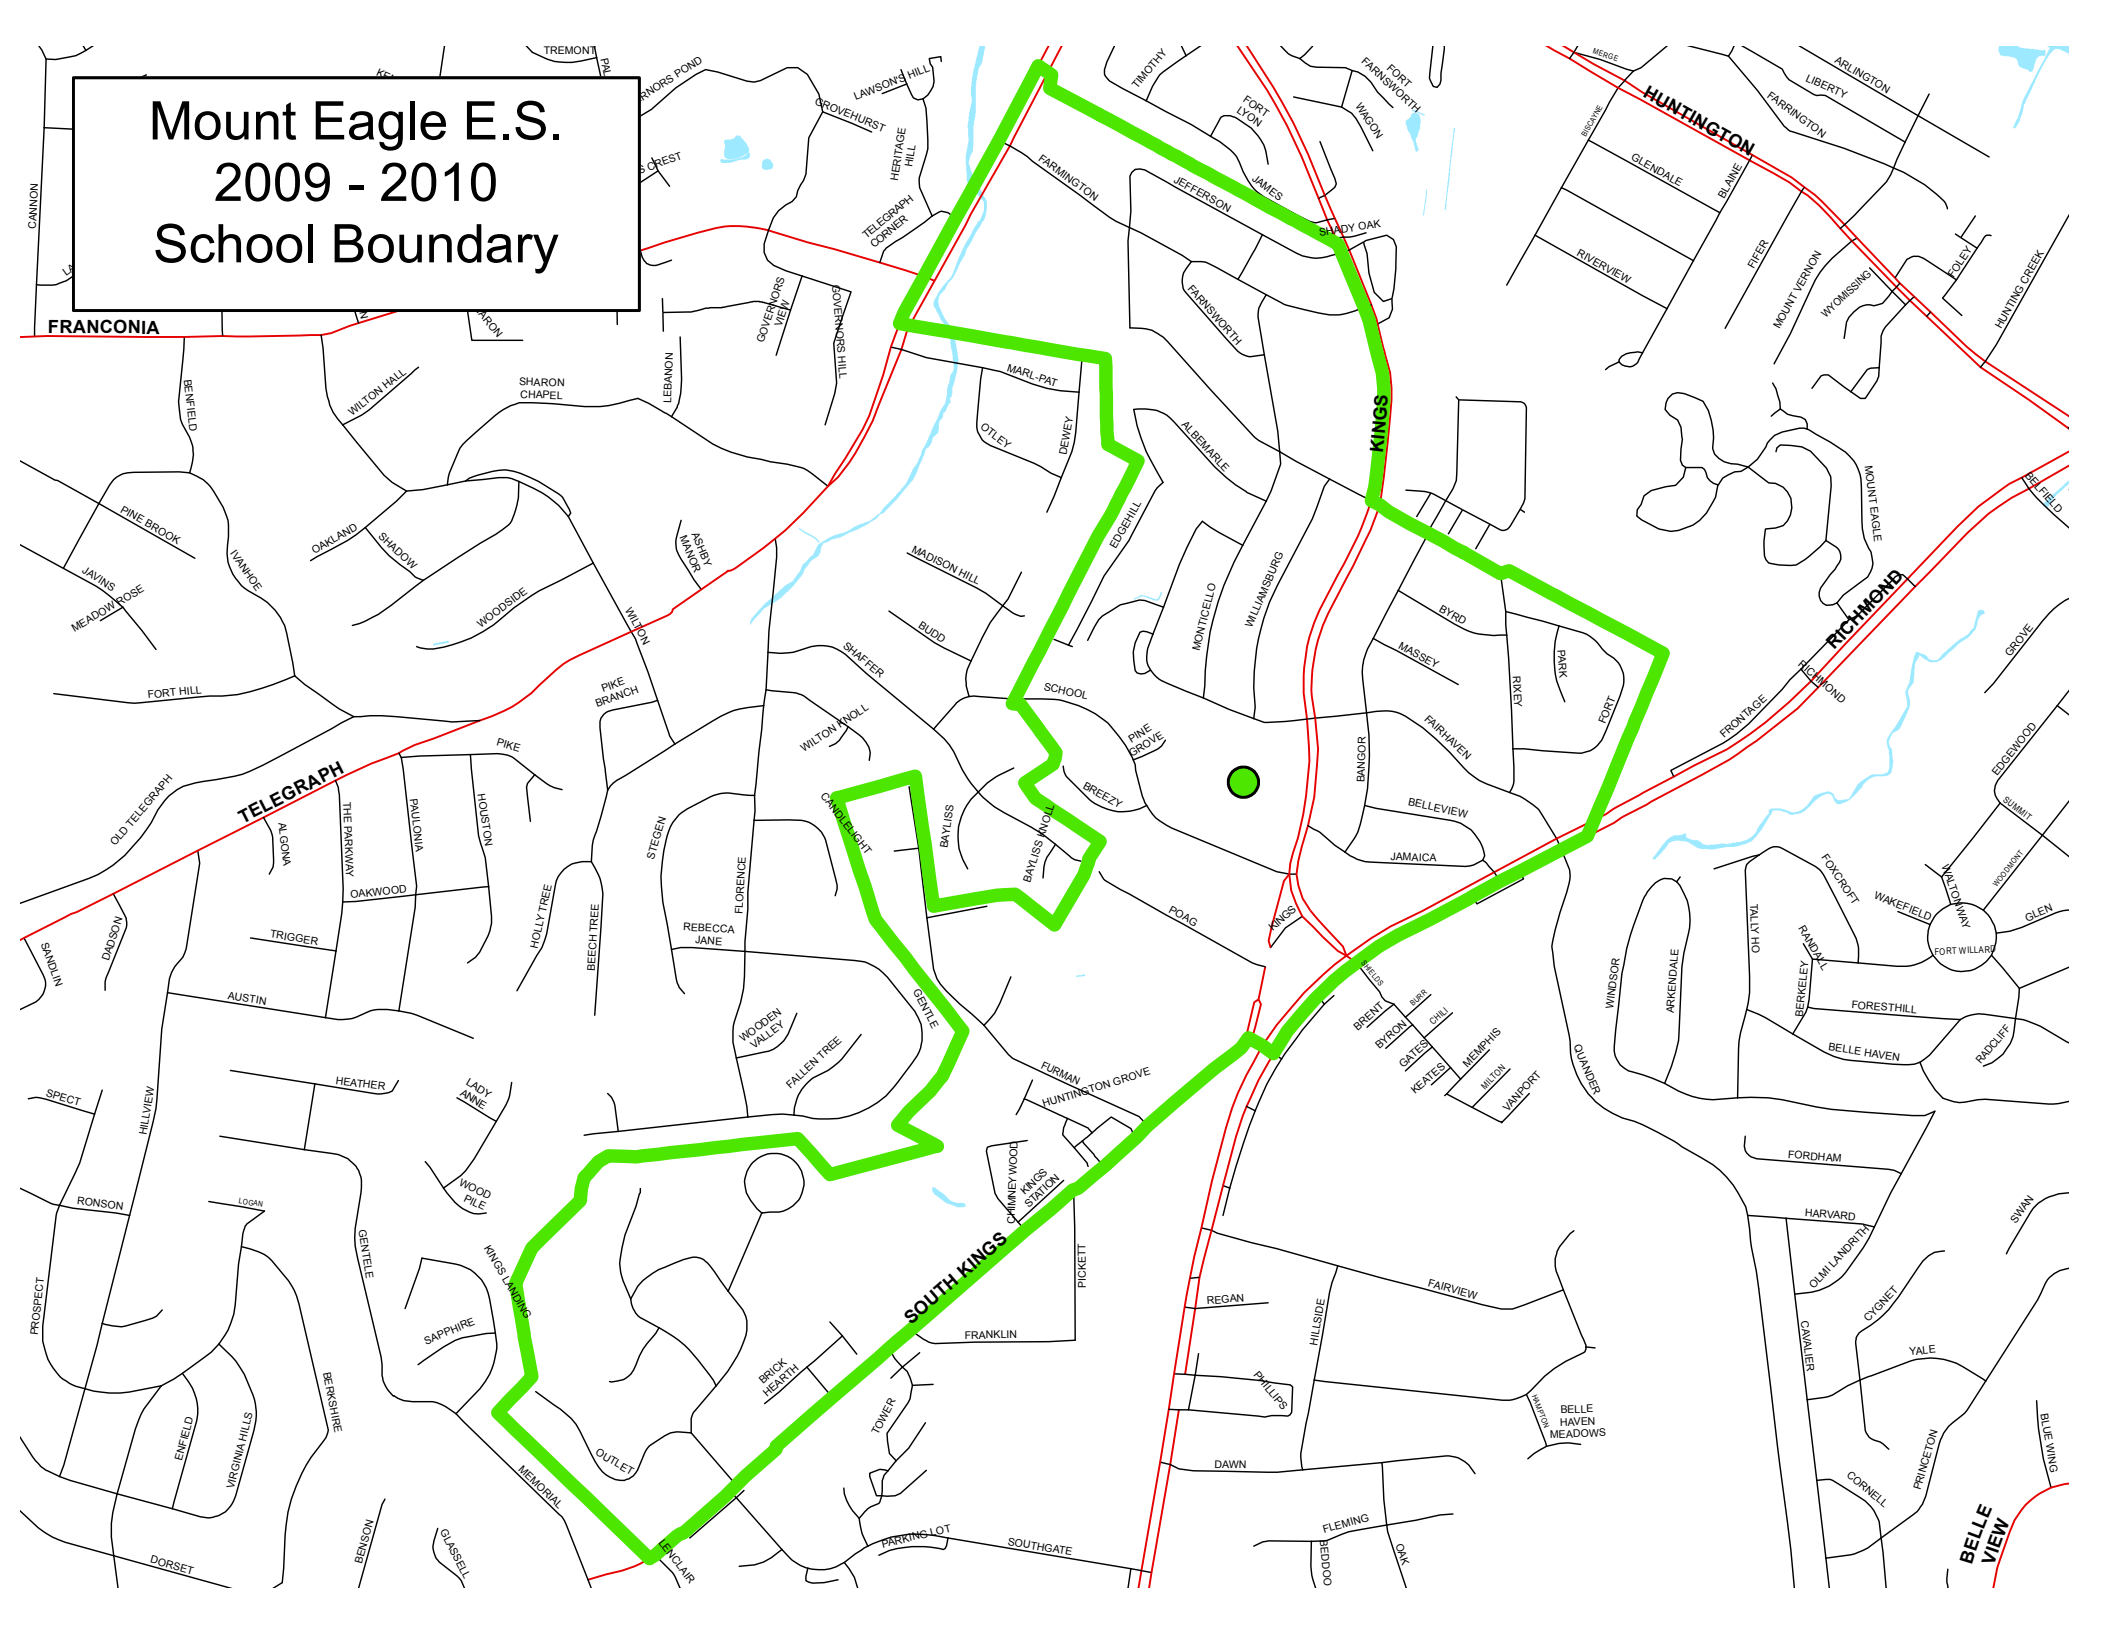 Mount Eagle E.S.
2009 - 2010
School Boundary
TREMONT
LAWSON'S HILL
GROVEHURST
HERITAGE
HILL
TELEGRAPH
CORNER
TIMOTHY
FORT
FARNSWORTH
FORT
LYON
WAGON
MERGE
HUNTINGTON
ARLINGTON
LIBERTY
FARRINGTON
BISCAYNE
GLENDALE
BLAINE
RIVERVIEW
FIFER
MOUNT VERNON
WYOMISSING
FOLEY
HUNTING CREEK
CANNON
FRANCONIA
FARMINGTON
JEFFERSON
JAMES
SHADY OAK
FARNSWORTH
GOVERNORS
VIEW
GOVERNORS HILL
LEBANON
SHARON
CHAPEL
WILTON HALL
BENFIELD
MARL-PAT
OTLEY
DEWEY
ALBEMARLE
KINGS
MOUNT EAGLE
BELFIELD
PINE BROOK
OAKLAND
SHADOW
IVANHOE
JAVINS
MEADOW ROSE
ASHBY
MANOR
WOODSIDE
WILTON
EDGEHILL
MADISON HILL
BUDD
SHAFFER
MONTICELLO
WILLIAMSBURG
BYRD
MASSEY
RIXEY
PARK
FORT
RICHMOND
RICHMOND
FRONTAGE
GROVE
EDGEWOOD
SUMMIT
WOODMONT
FORT HILL
PIKE
BRANCH
PIKE
SCHOOL
WILTON KNOLL
PINE
GROVE
BREEZY
FAIRHAVEN
BANGOR
BELLEVIEW
JAMAICA
OLD TELEGRAPH
TELEGRAPH
ALGONA
THE PARKWAY
PAULONIA
HOUSTON
OAKWOOD
STEGEN
FLORENCE
CANDLELIGHT
BAYLISS
BAYLISS KNOLL
POAG
KINGS
SHIELDS
HOLLY TREE
BEECH TREE
REBECCA
JANE
TRIGGER
DADSON
SANDLIN
AUSTIN
GENTLE
WOODEN
VALLEY
FALLEN TREE
FURMAN
HUNTINGTON GROVE
BRENT
BURR
BYRON
CHILI
GATES
KEATES
MEMPHIS
MILTON
VANPORT
QUANDER
WINDSOR
ARKENDALE
TALLY HO
FOXCROFT
WAKEFIELD
WALTON WAY
FORT WILLARD
GLEN
RANDALL
BERKELEY
FORESTHILL
BELLE HAVEN
RADCLIFF
SPECT
HEATHER
LADY
ANNE
HILLVIEW
RONSON
LOGAN
WOOD
PILE
GENTELE
KINGS LANDING
SAPPHIRE
PROSPECT
CHIMNEY WOOD
KINGS
STATION
SOUTH KINGS
PICKETT
FRANKLIN
BRICK
HEARTH
TOWER
OUTLET
MEMORIAL
LENCLAIR
BERKSHIRE
ENFIELD
VIRGINIA HILLS
DORSET
BENSON
GLASSELL
FORDHAM
HARVARD
OLMI LANDRITH
SWAN
CYGNET
YALE
CAVALIER
FAIRVIEW
REGAN
HILLSIDE
PHILLIPS
HAMPTON
BELLE
HAVEN
MEADOWS
DAWN
FLEMING
BEDDOO
OAK
PARKING LOT
SOUTHGATE
CORNELL
PRINCETON
BLUE WING
BELLE
VIEW